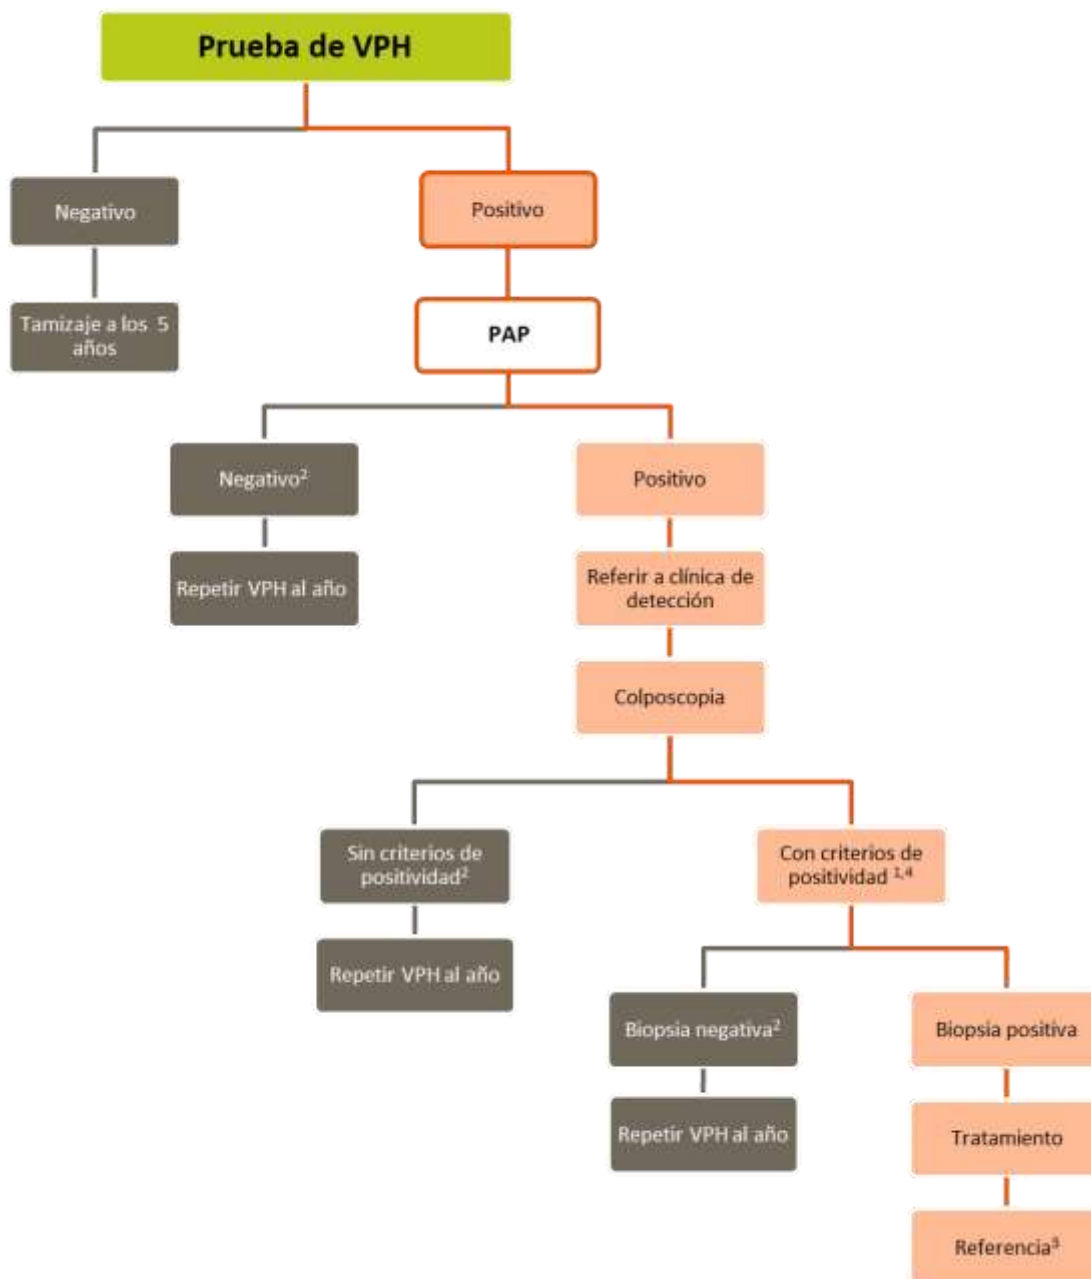 Prueba de VPH
Negativo
Positivo
Tamizaje a los 5
años
PAP
Negativo²
Positivo
Repetir VPH al año
Referir a clínica de
detección
Colposcopia
Sin criterios de
positividad²
Con criterios de
positividad ¹,⁴
Repetir VPH al año
Biopsia negativa²
Biopsia positiva
Repetir VPH al año
Tratamiento
Referencia³